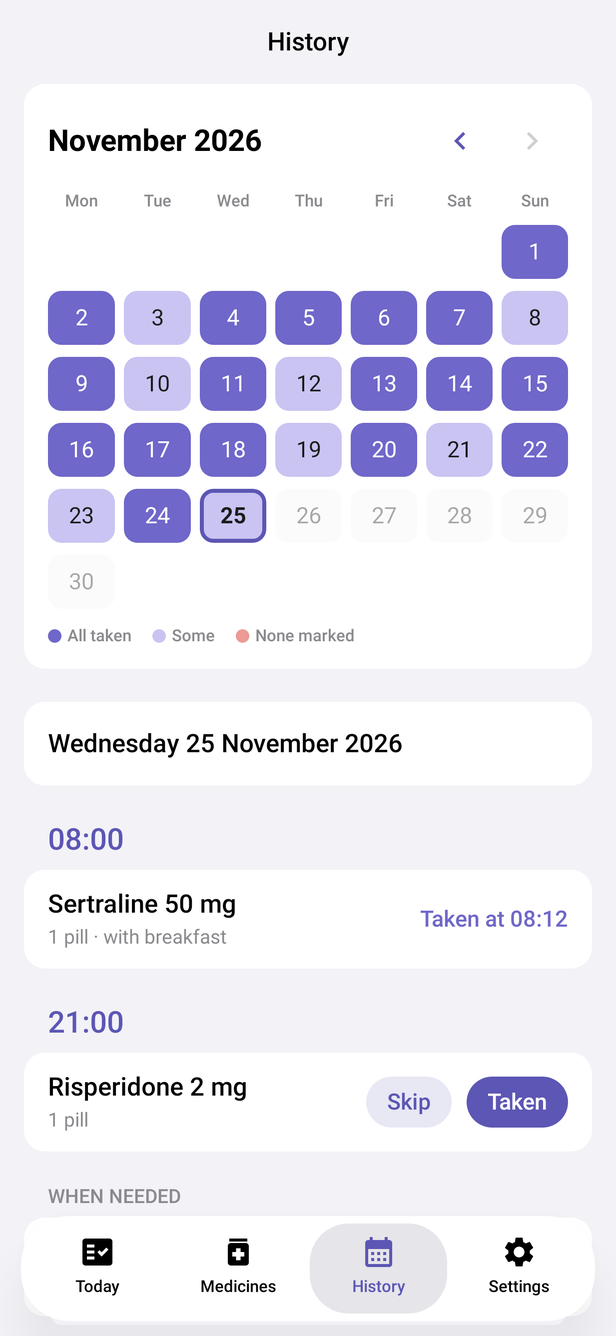 History
November 2026
Mon Tue Wed Thu Fri Sat Sun
1
2 3 4 5 6 7 8
9 10 11 12 13 14 15
16 17 18 19 20 21 22
23 24 25 26 27 28 29
30
All taken Some None marked
Wednesday 25 November 2026
08:00
Sertraline 50 mg
1 pill · with breakfast
Taken at 08:12
21:00
Risperidone 2 mg
1 pill
Skip Taken
WHEN NEEDED
Today Medicines History Settings